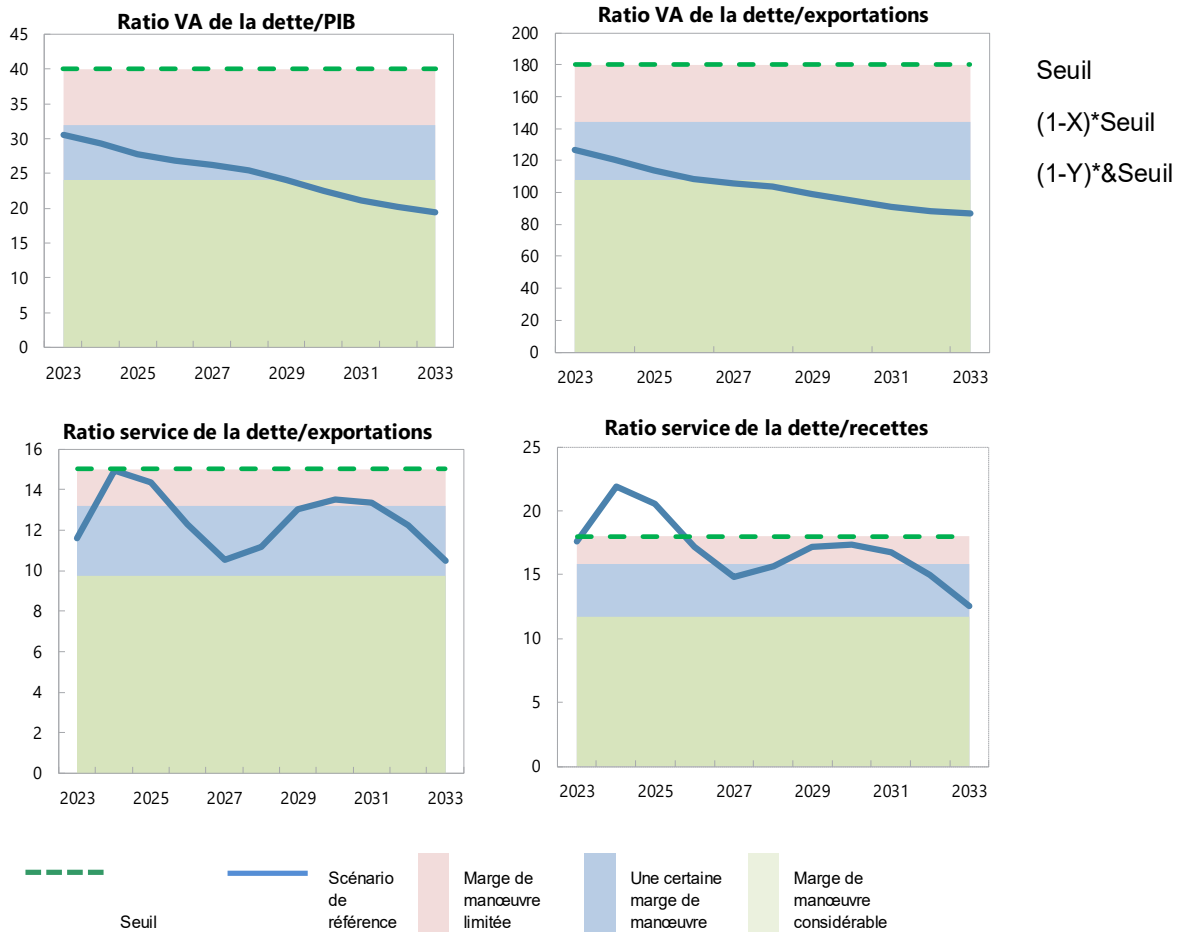 Ratio VA de la dette/PIB
45
40
35
30
25
20
15
10
5
0
2023 2025 2027 2029 2031 2033
Ratio VA de la dette/exportations
200
180
160
140
120
100
80
60
40
20
0
2023 2025 2027 2029 2031 2033
Seuil
(1-X)*Seuil
(1-Y)*&Seuil
Ratio service de la dette/exportations
16
14
12
10
8
6
4
2
0
2023 2025 2027 2029 2031 2033
Ratio service de la dette/recettes
25
20
15
10
5
0
2023 2025 2027 2029 2031 2033
Seuil
Scénario
de
référence
Marge de
manœuvre
limitée
Une certaine
marge de
manœuvre
Marge de
manœuvre
considérable